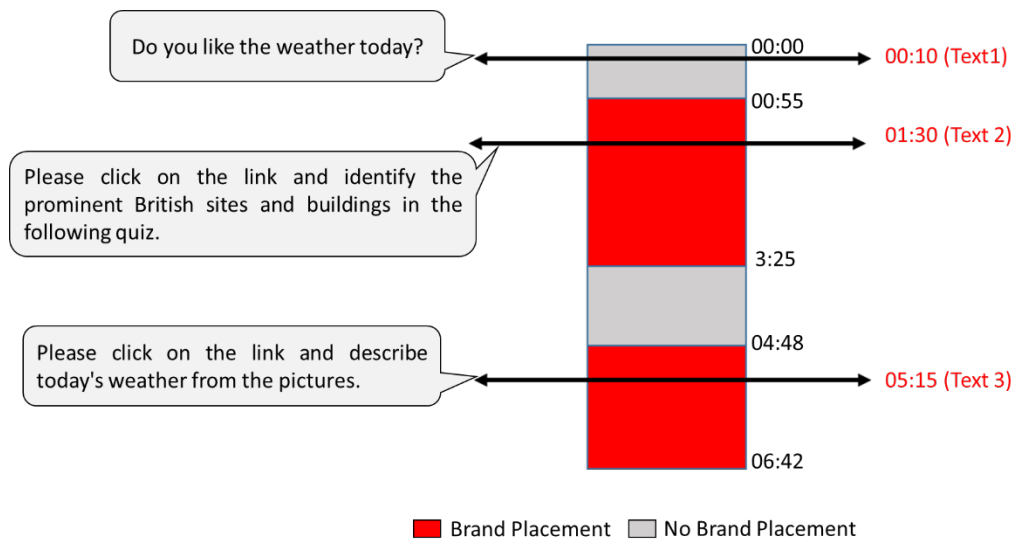 Do you like the weather today?
00:00
00:10 (Text1)
00:55
01:30 (Text 2)
Please click on the link and identify the
prominent British sites and buildings in the
following quiz.
3:25
04:48
Please click on the link and describe
today's weather from the pictures.
05:15 (Text 3)
06:42
Brand Placement
No Brand Placement